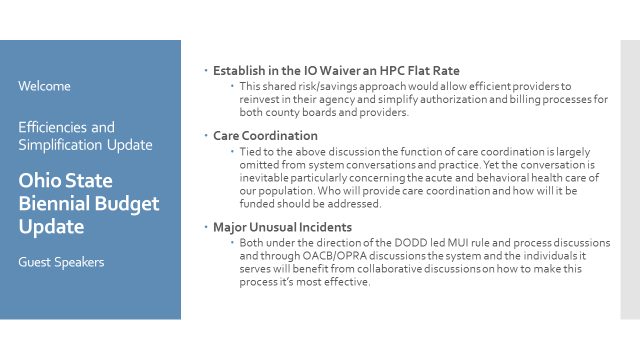 Welcome
Efficiencies and
Simplification Update
Ohio State
Biennial Budget
Update
Guest Speakers
• Establish in the IO Waiver an HPC Flat Rate
• This shared risk/savings approach would allow efficient providers to
reinvest in their agency and simplify authorization and billing processes for
both county boards and providers.
• Care Coordination
• Tied to the above discussion the function of care coordination is largely
omitted from system conversations and practice. Yet the conversation is
inevitable particularly concerning the acute and behavioral health care of
our population. Who will provide care coordination and how will it be
funded should be addressed.
• Major Unusual Incidents
• Both under the direction of the DODD led MUI rule and process discussions
and through OACB/OPRA discussions the system and the individuals it
serves will benefit from collaborative discussions on how to make this
process it's most effective.